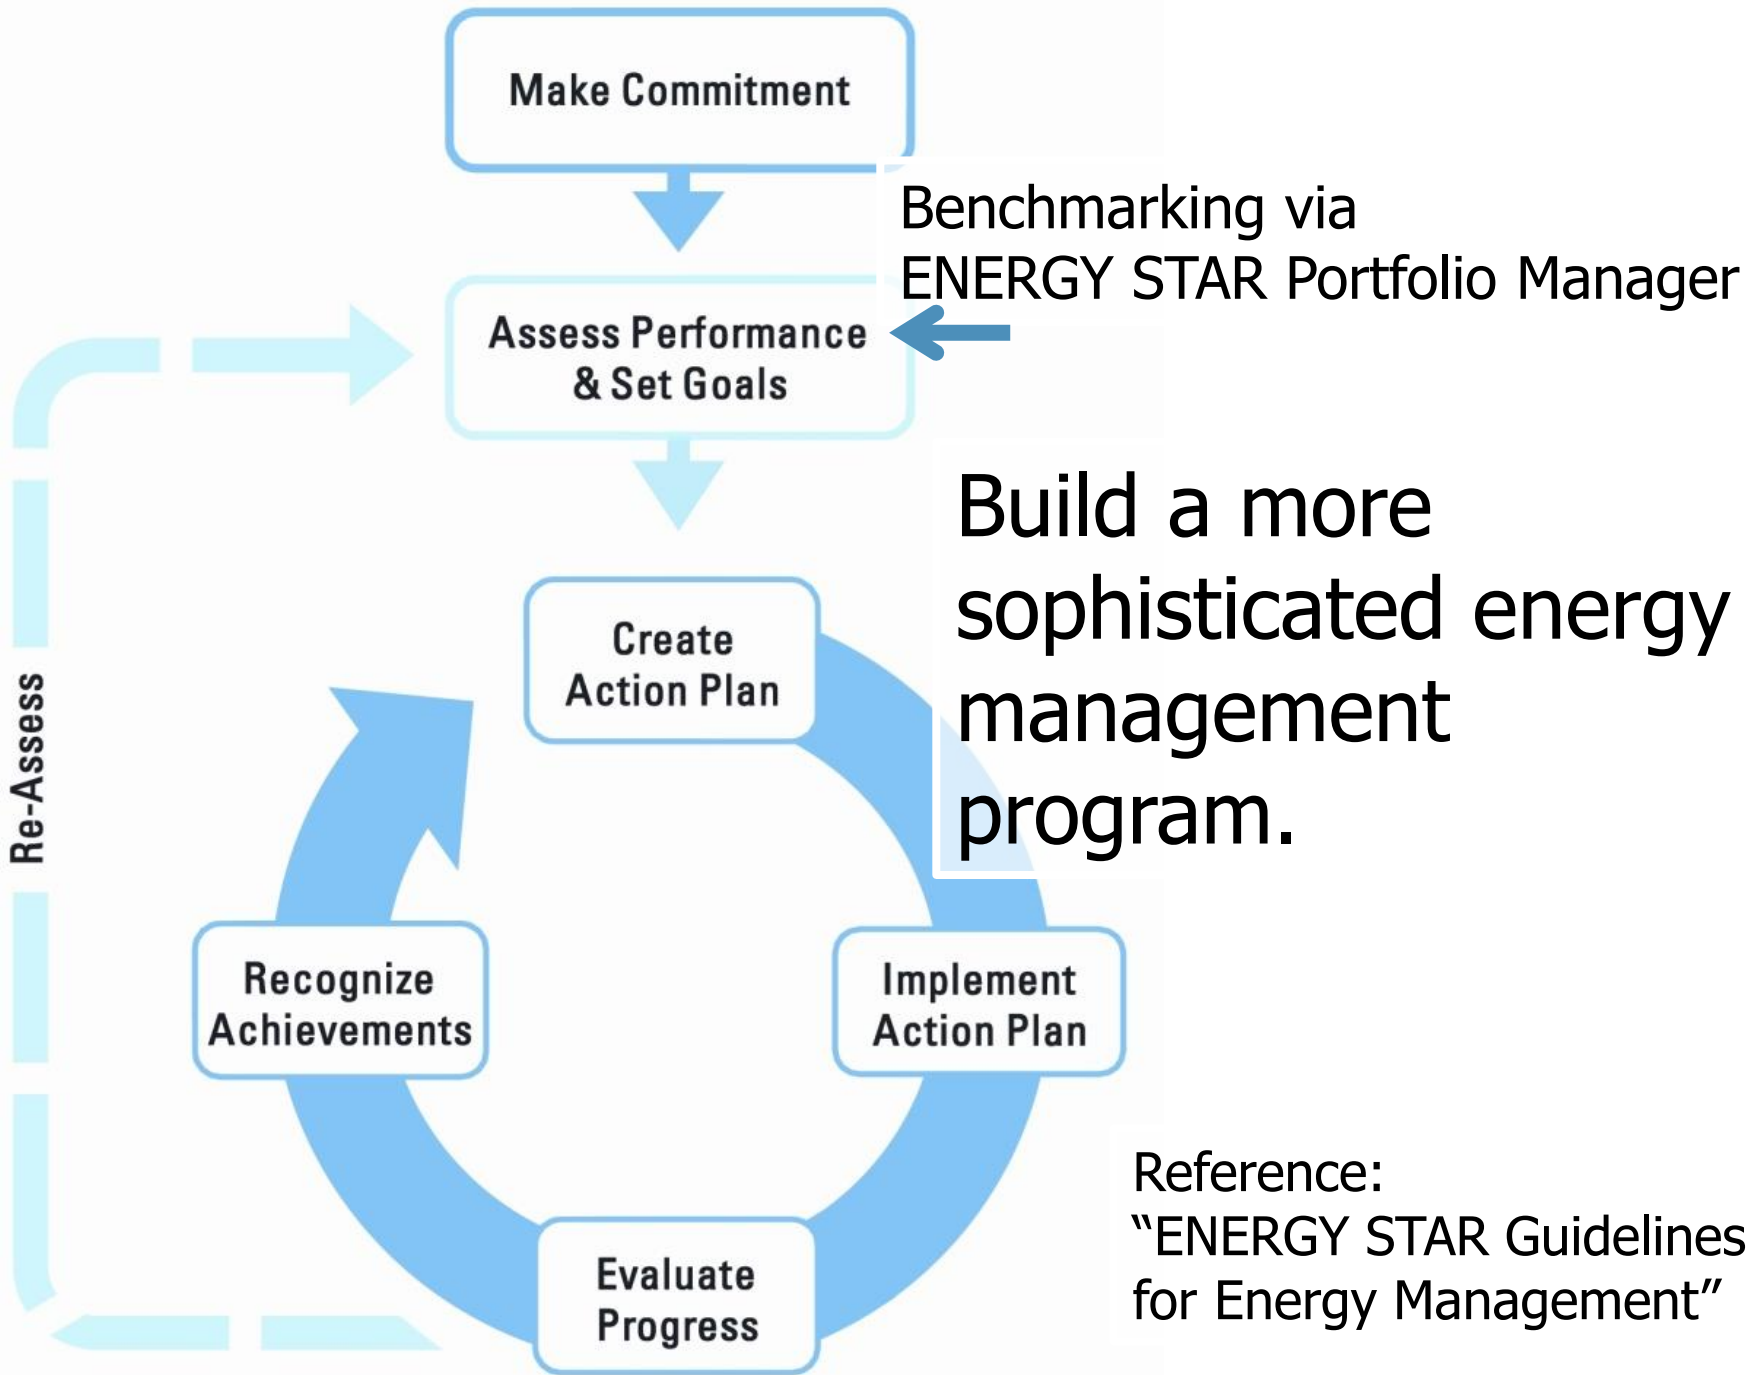 Make Commitment
Benchmarking via
ENERGY STAR Portfolio Manager
Assess Performance
& Set Goals
Build a more
sophisticated energy
management
program.
Create
Action Plan
Re-Assess
Recognize
Achievements
Implement
Action Plan
Evaluate
Progress
Reference:
“ENERGY STAR Guidelines
for Energy Management”